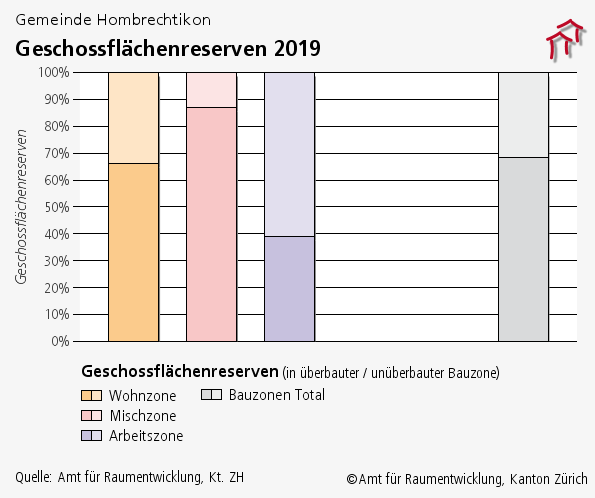 Gemeinde Hombrechtikon
Geschossflächenreserven 2019
Geschossflächenreserven
100%
90%
80%
70%
60%
50%
40%
30%
20%
10%
0%
Geschossflächenreserven (in überbauter / unüberbauter Bauzone)
Wohnzone
Bauzonen Total
Mischzone
Arbeitszone
Quelle: Amt für Raumentwicklung, Kt. ZH
©Amt für Raumentwicklung, Kanton Zürich